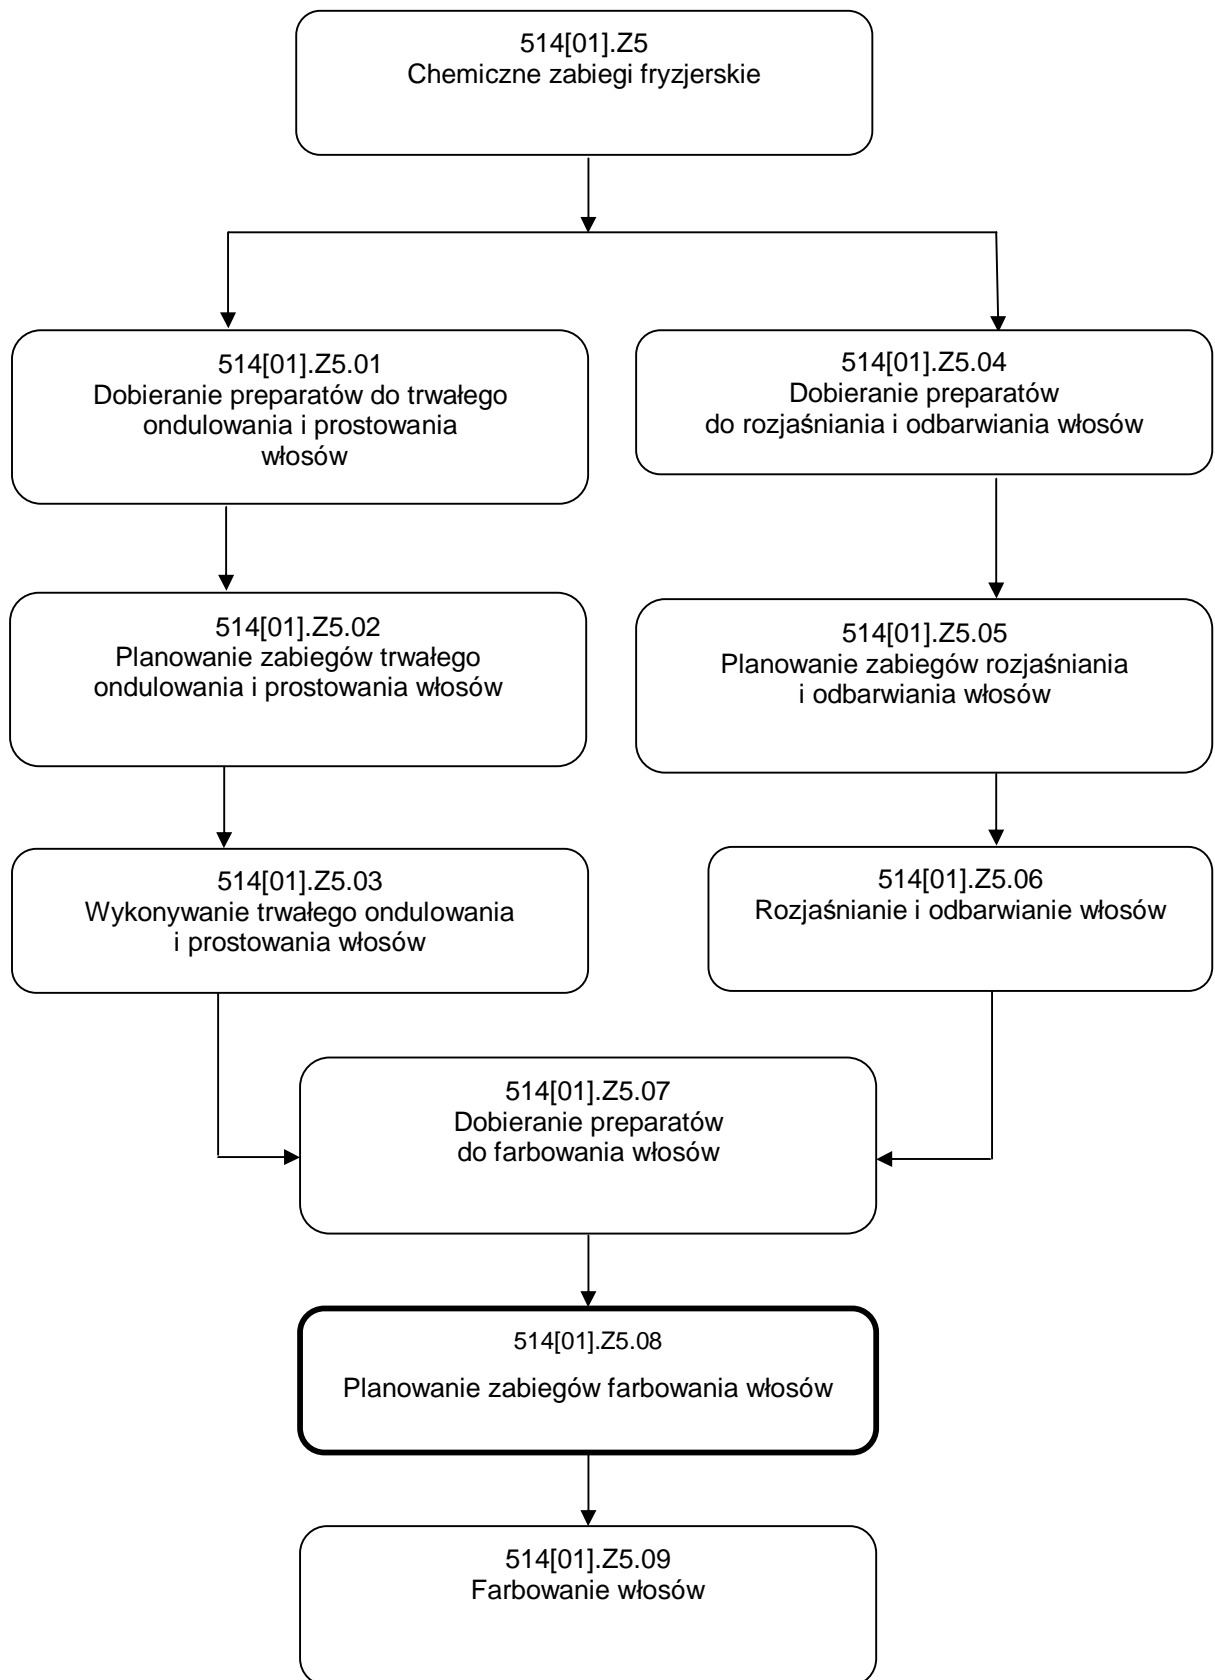 514[01].Z5
Chemiczne zabiegi fryzjerskie
514[01].Z5.01
Dobieranie preparatów do trwałego
ondulowania i prostowania
włosów
514[01].Z5.04
Dobieranie preparatów
do rozjaśniania i odbarwiania włosów
514[01].Z5.02
Planowanie zabiegów trwałego
ondulowania i prostowania włosów
514[01].Z5.05
Planowanie zabiegów rozjaśniania
i odbarwiania włosów
514[01].Z5.03
Wykonywanie trwałego ondulowania
i prostowania włosów
514[01].Z5.06
Rozjaśnianie i odbarwianie włosów
514[01].Z5.07
Dobieranie preparatów
do farbowania włosów
514[01].Z5.08
Planowanie zabiegów farbowania włosów
514[01].Z5.09
Farbowanie włosów